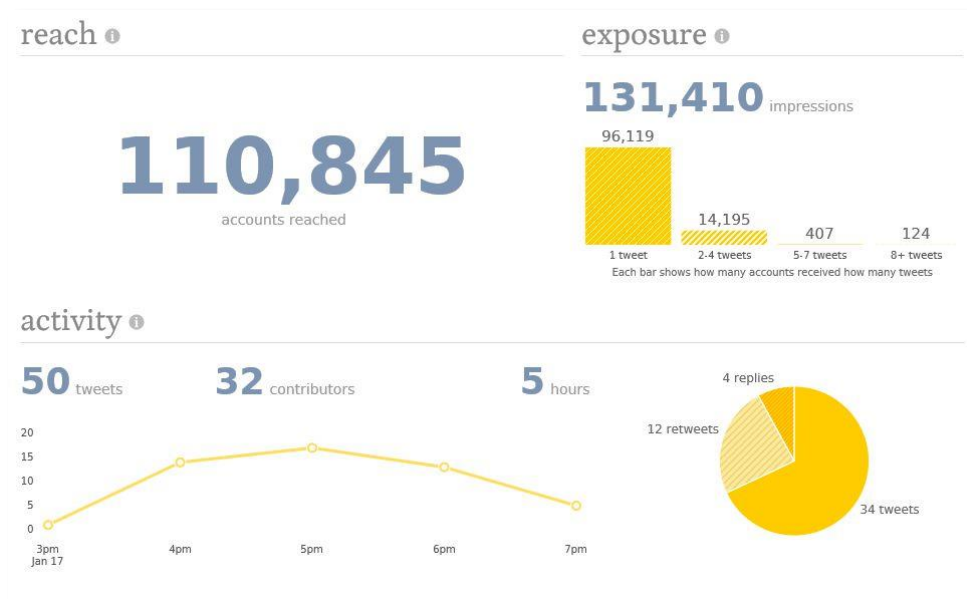 reach
110,845
accounts reached
exposure
131,410 impressions
96,119
14,195
407
124
1 tweet
2-4 tweets
5-7 tweets
8+ tweets
Each bar shows how many accounts received how many tweets
activity
50 tweets
32 contributors
5 hours
20
15
10
5
0
3pm
Jan 17
4pm
5pm
6pm
7pm
4 replies
12 retweets
34 tweets